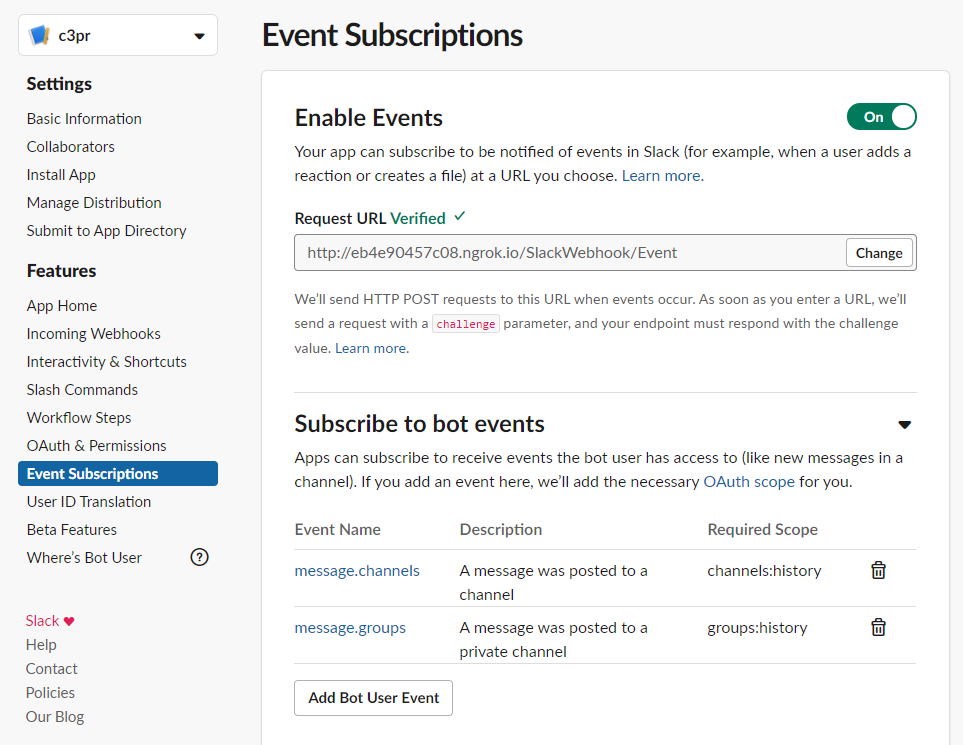 c3pr
Settings
Basic Information
Collaborators
Install App
Manage Distribution
Submit to App Directory
Features
App Home
Incoming Webhooks
Interactivity & Shortcuts
Slash Commands
Workflow Steps
OAuth & Permissions
Event Subscriptions
User ID Translation
Beta Features
Where’s Bot User ?
Slack ♥
Help
Contact
Policies
Our Blog
Event Subscriptions
Enable Events
On
Your app can subscribe to be notified of events in Slack (for example, when a user adds a
reaction or creates a file) at a URL you choose. Learn more.
Request URL Verified ✓
http://eb4e90457c08.ngrok.io/SlackWebhook/Event
Change
We’ll send HTTP POST requests to this URL when events occur. As soon as you enter a URL, we’ll
send a request with a challenge parameter, and your endpoint must respond with the challenge
value. Learn more.
Subscribe to bot events
Apps can subscribe to receive events the bot user has access to (like new messages in a
channel). If you add an event here, we’ll add the necessary OAuth scope for you.
Event Name Description Required Scope
message.channels A message was posted to a channels:history
channel
message.groups A message was posted to a groups:history
private channel
Add Bot User Event